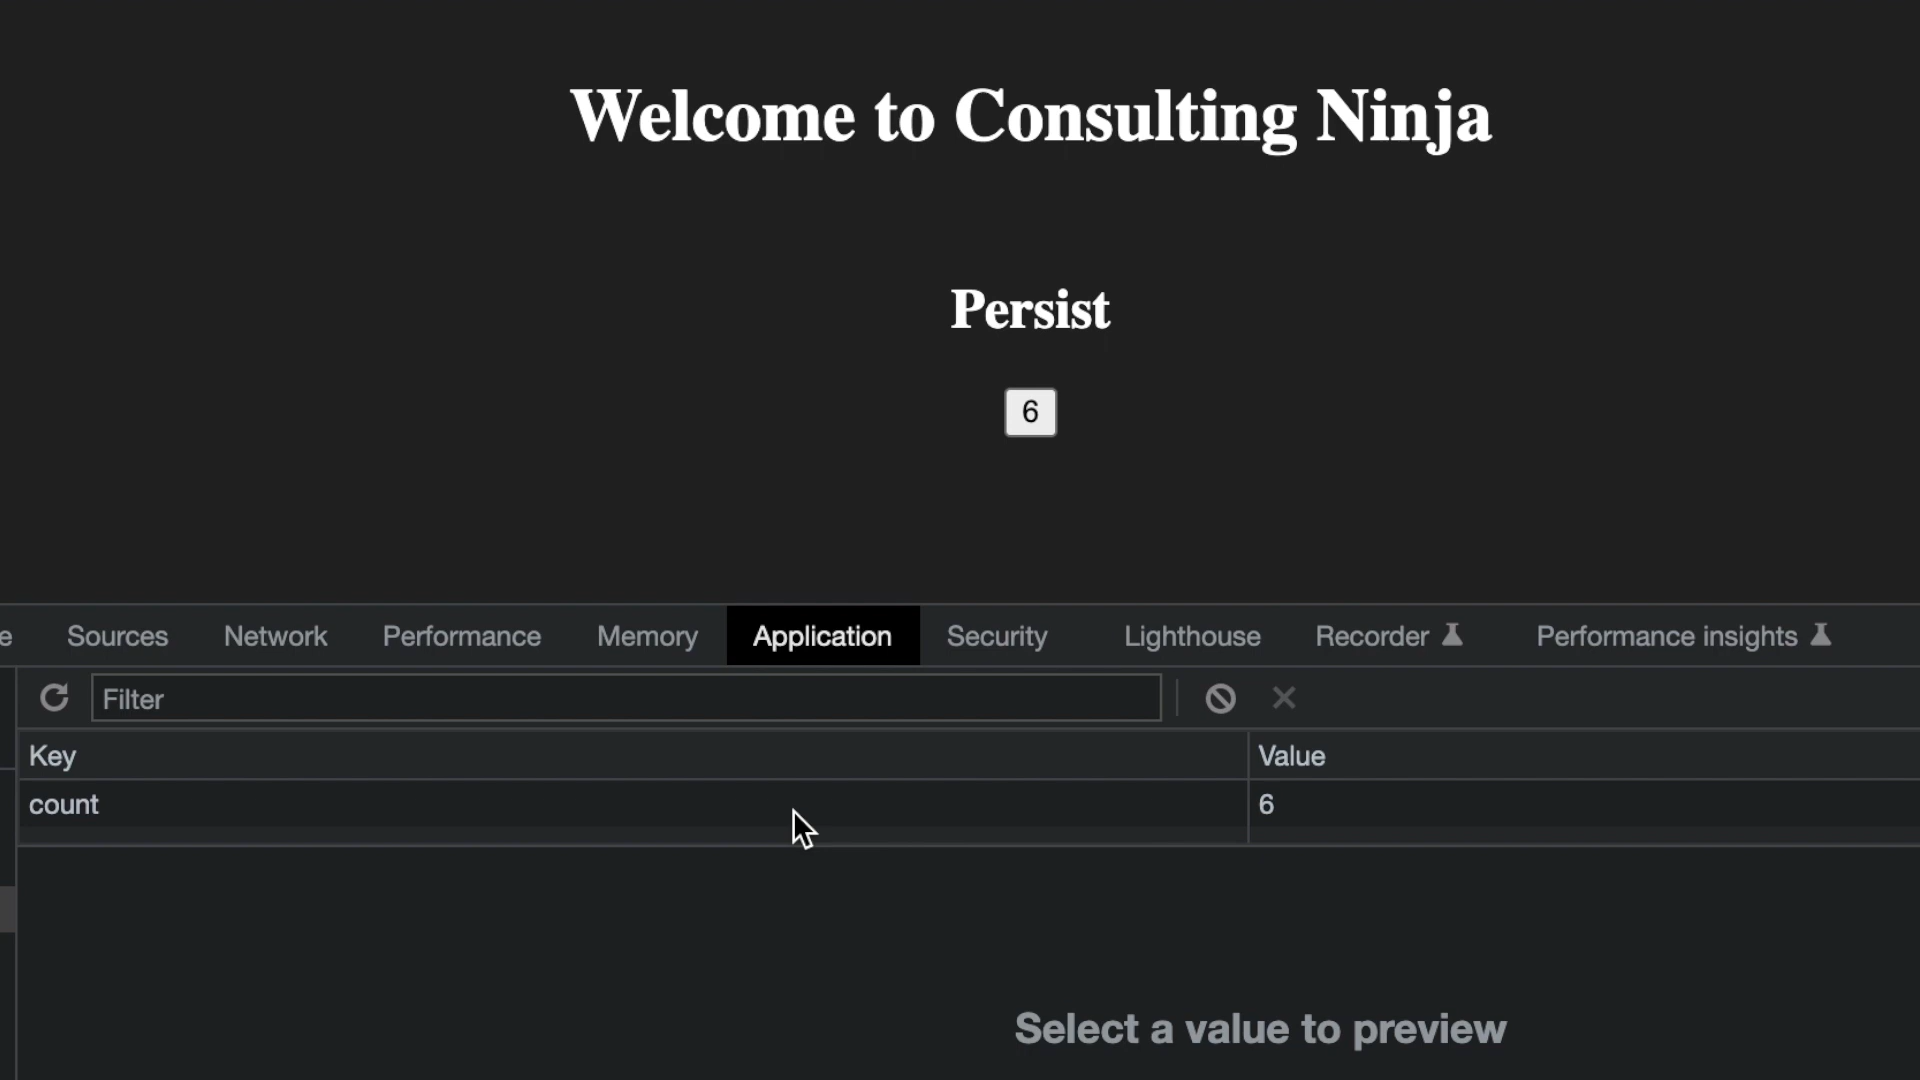 Welcome to Consulting Ninja
Persist
6
e Sources Network Performance Memory Application Security Lighthouse Recorder Performance insights
Filter
Key Value
count 6
Select a value to preview